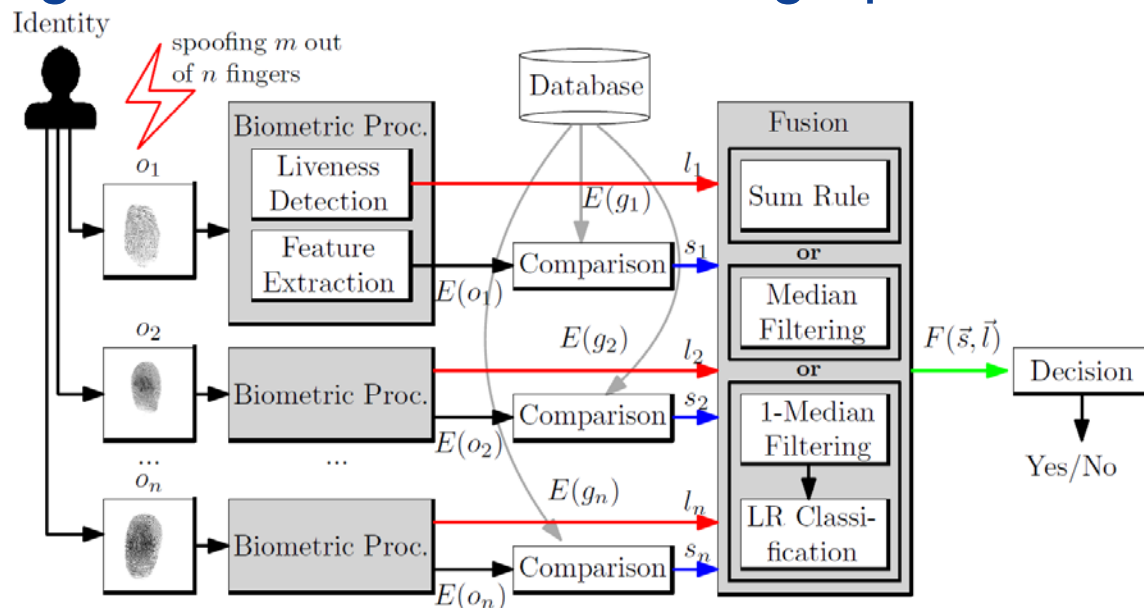 Identity
spoofing m out
of n fingers
Database
Biometric Proc.
Liveness
Detection
Feature
Extraction
o₁
E(o₁)
l₁
E(g₁)
Comparison
s₁
Fusion
Sum Rule
or
Median
Filtering
or
1-Median
Filtering
LR Classi-
fication
o₂
Biometric Proc.
E(o₂)
l₂
E(g₂)
Comparison
s₂
...
...
oₙ
Biometric Proc.
E(oₙ)
lₙ
E(gₙ)
Comparison
sₙ
F(s⃗, l⃗)
Decision
Yes/No